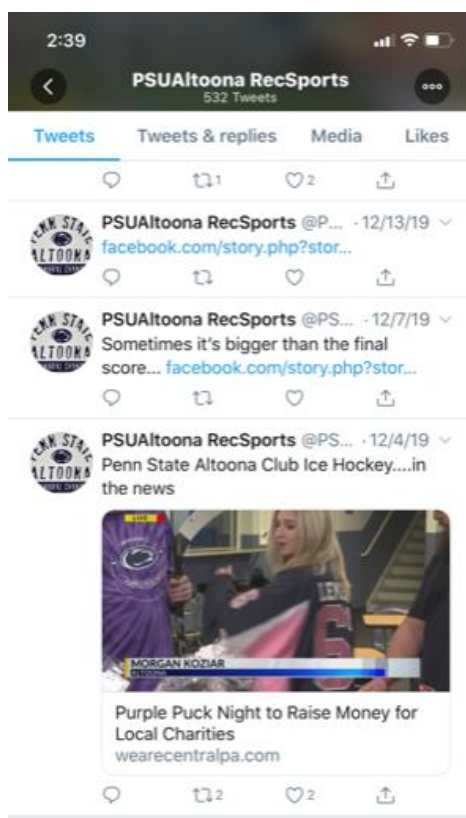 2:39
PSUAltoona RecSports
532 Tweets
Tweets Tweets & replies Media Likes
1 2
PSUAltoona RecSports @P... · 12/13/19
facebook.com/story.php?stor...
PSUAltoona RecSports @PS... · 12/7/19
Sometimes it's bigger than the final
score... facebook.com/story.php?stor...
PSUAltoona RecSports @PS... · 12/4/19
Penn State Altoona Club Ice Hockey....in
the news
LIVE
MORGAN KOZIAR
ALTOONA
Purple Puck Night to Raise Money for
Local Charities
wearecentralpa.com
2 2